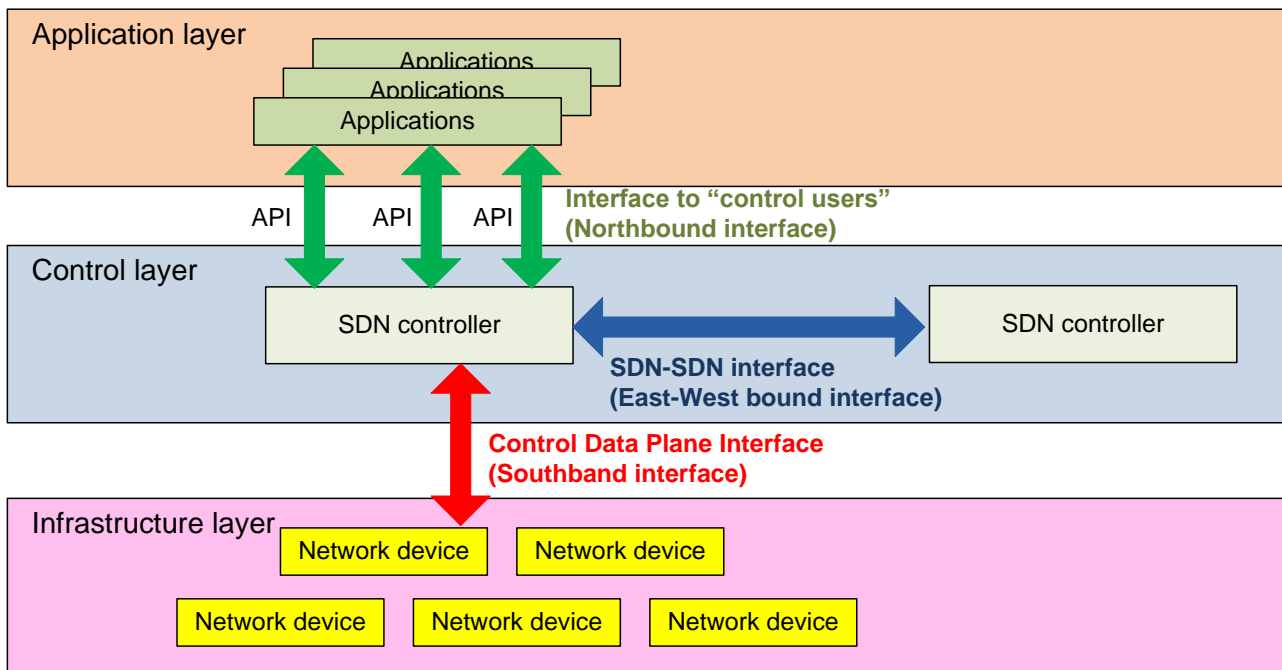 Application layer
Applications
Applications
Applications
API
API
API
Interface to “control users”
(Northbound interface)
Control layer
SDN controller
SDN controller
SDN-SDN interface
(East-West bound interface)
Control Data Plane Interface
(Southband interface)
Infrastructure layer
Network device
Network device
Network device
Network device
Network device